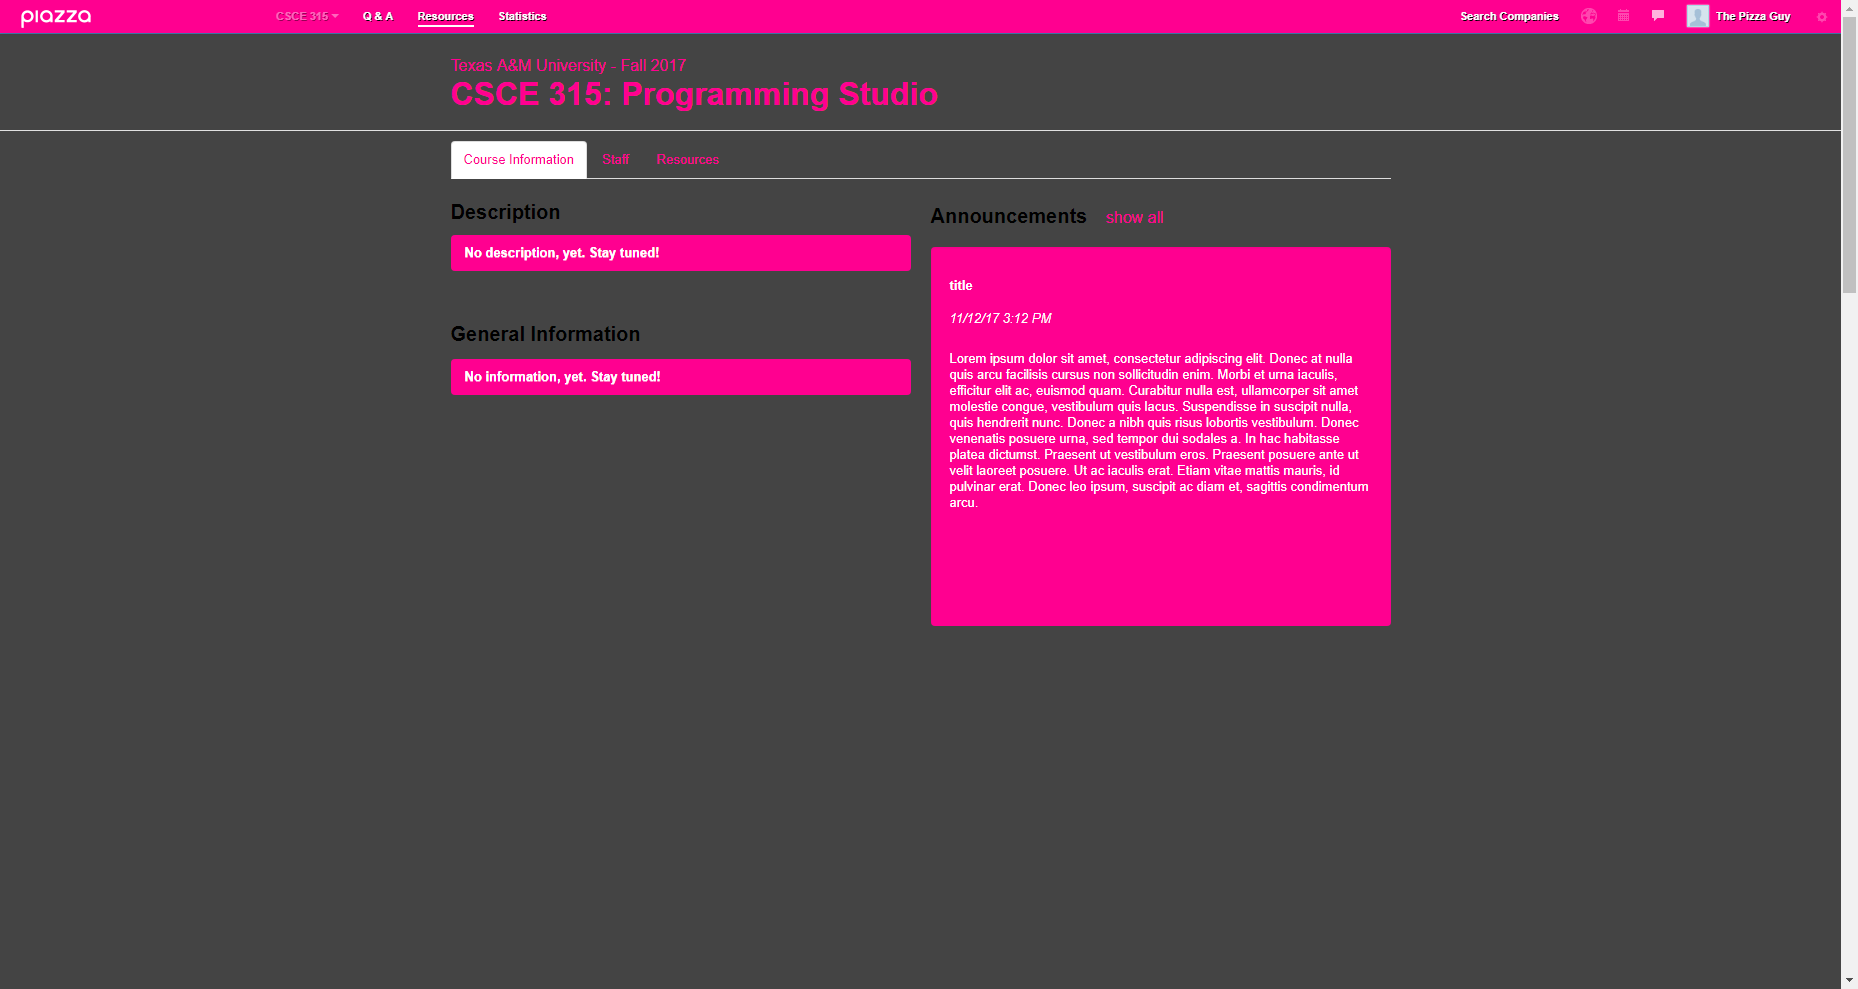 piazza
CSCE 315
Q & A
Resources
Statistics
Search Companies
The Pizza Guy
Texas A&M University - Fall 2017
CSCE 315: Programming Studio
Course Information
Staff
Resources
Description
No description, yet. Stay tuned!
General Information
No information, yet. Stay tuned!
Announcements show all
title
11/12/17 3:12 PM
Lorem ipsum dolor sit amet, consectetur adipiscing elit. Donec at nulla
quis arcu facilisis cursus non sollicitudin enim. Morbi et urna iaculis,
efficitur elit ac, euismod quam. Curabitur nulla est, ullamcorper sit amet
molestie congue, vestibulum quis lacus. Suspendisse in suscipit nulla,
quis hendrerit nunc. Donec a nibh quis risus lobortis vestibulum. Donec
venenatis posuere urna, sed tempor dui sodales a. In hac habitasse
platea dictumst. Praesent ut vestibulum eros. Praesent posuere ante ut
velit laoreet posuere. Ut ac iaculis erat. Etiam vitae mattis mauris, id
pulvinar erat. Donec leo ipsum, suscipit ac diam et, sagittis condimentum
arcu.